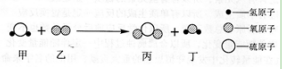 + + 氢原子
氧原子
硫原子
甲 乙 丙 丁